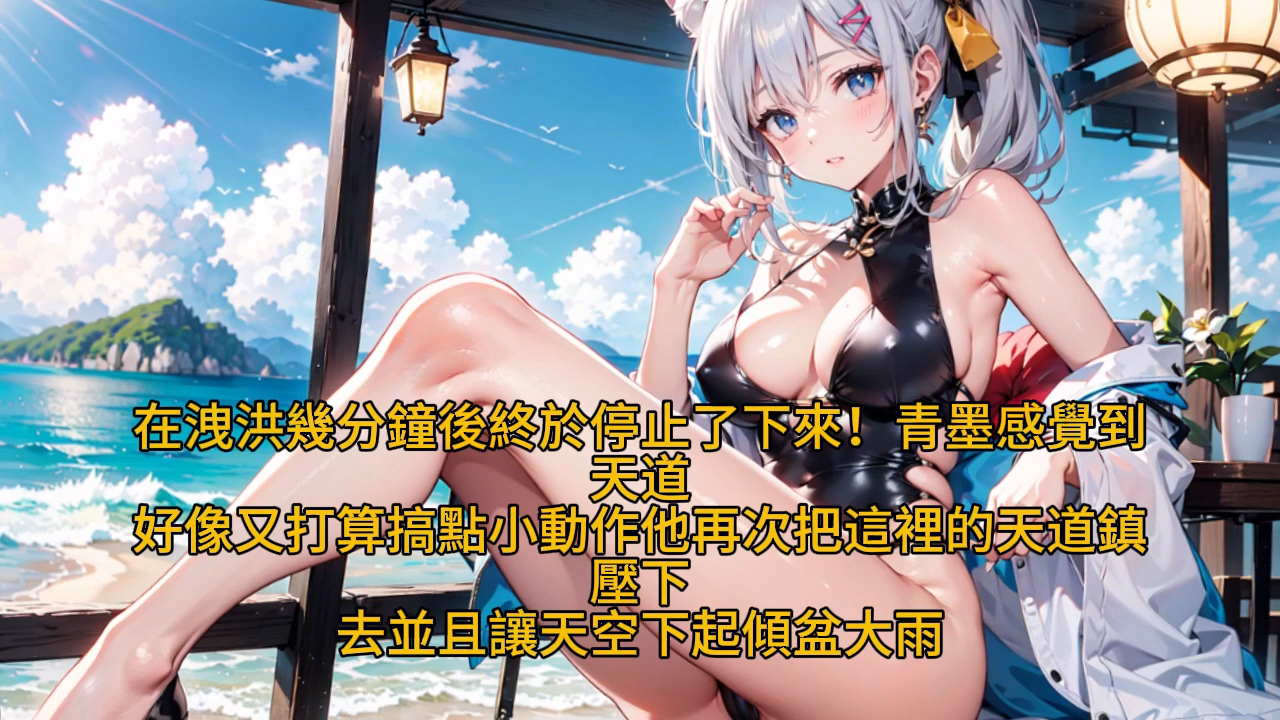 在洩洪幾分鐘後終於停止了下來！青墨感覺到
天道
好像又打算搞點小動作他再次把這裡的天道鎮
壓下
去並且讓天空下起傾盆大雨